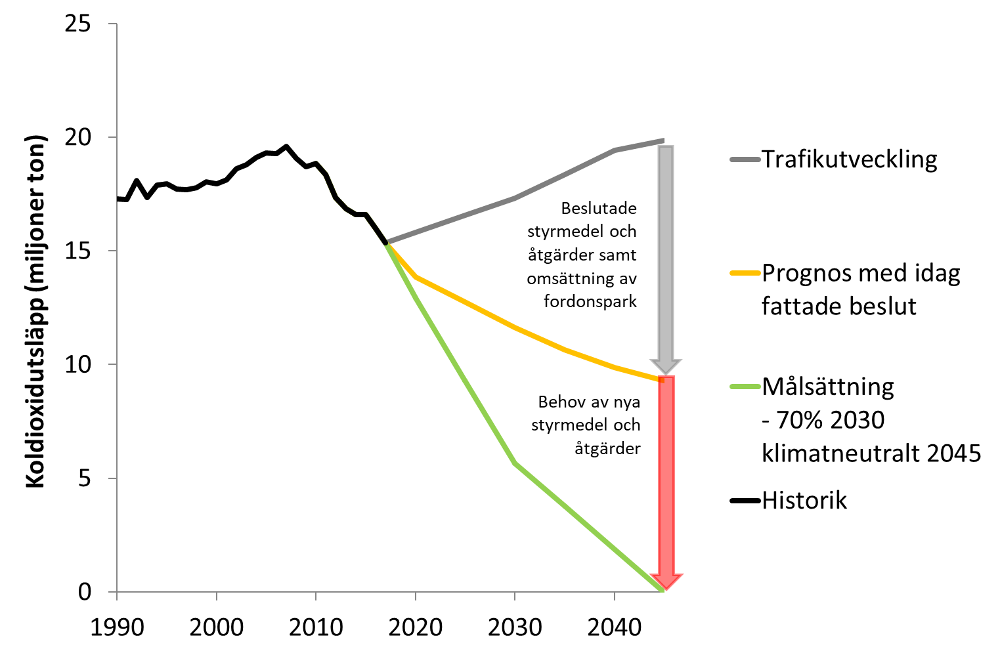 Koldioxidutsläpp (miljoner ton)
25
20
15
10
5
0
1990
2000
2010
2020
2030
2040
Beslutade
styrmedel och
åtgärder samt
omsättning av
fordonspark
Behov av nya
styrmedel och
åtgärder
Trafikutveckling
Prognos med idag
fattade beslut
Målsättning
- 70% 2030
klimatneutralt 2045
Historik